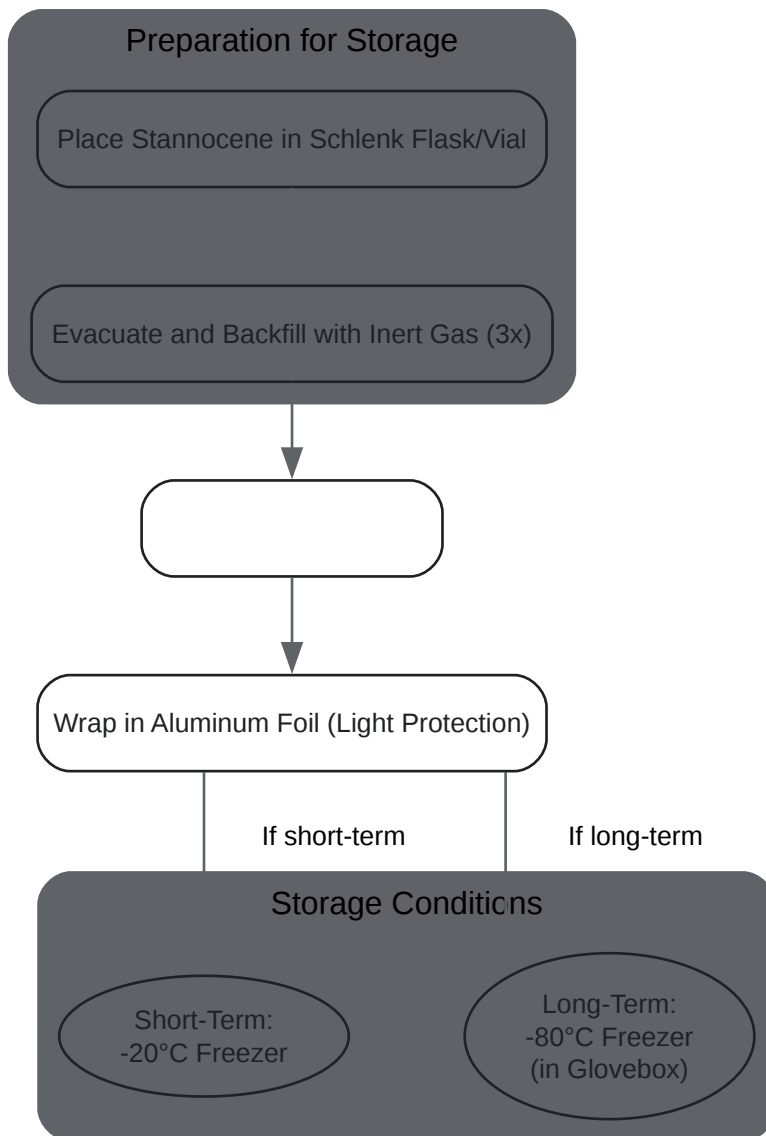 Preparation for Storage
Place Stannocene in Schlenk Flask/Vial
Evacuate and Backfill with Inert Gas (3x)
Wrap in Aluminum Foil (Light Protection)
If short-term
If long-term
Storage Conditions
Short-Term:
-20°C Freezer
Long-Term:
-80°C Freezer
(in Glovebox)